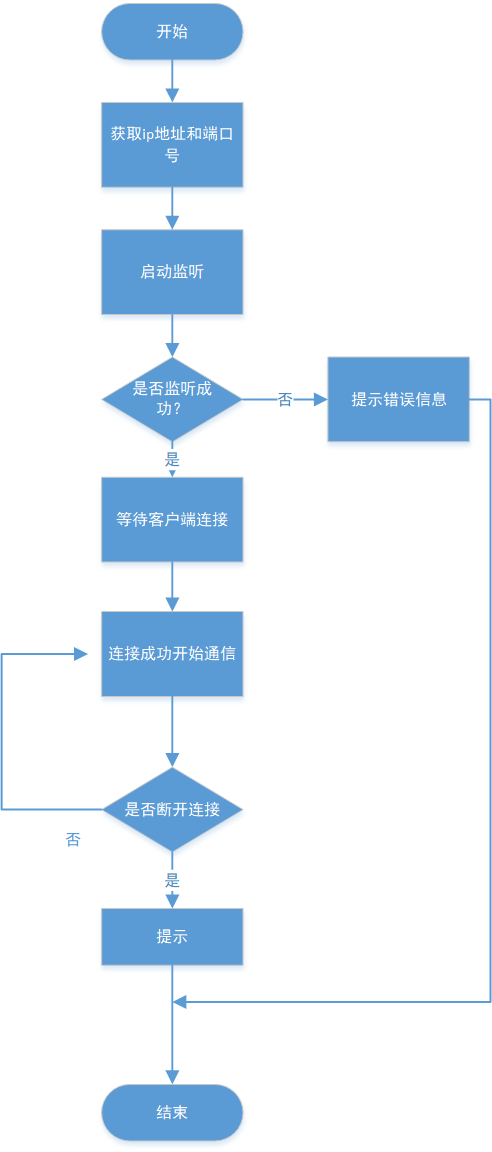 开始
获取ip地址和端口
号
启动监听
是否监听成
功？
否
提示错误信息
是
等待客户端连接
连接成功开始通信
是否断开连接
否
是
提示
结束